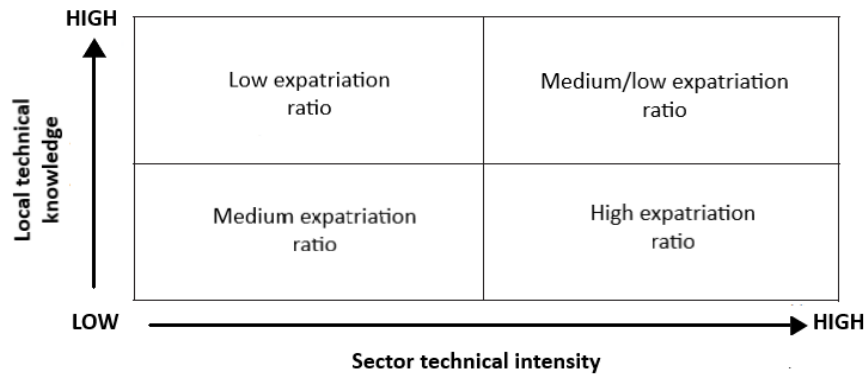 HIGH
Low expatriation
ratio
Medium/low expatriation
ratio
Local technical
knowledge
Medium expatriation
ratio
High expatriation
ratio
LOW
HIGH
Sector technical intensity